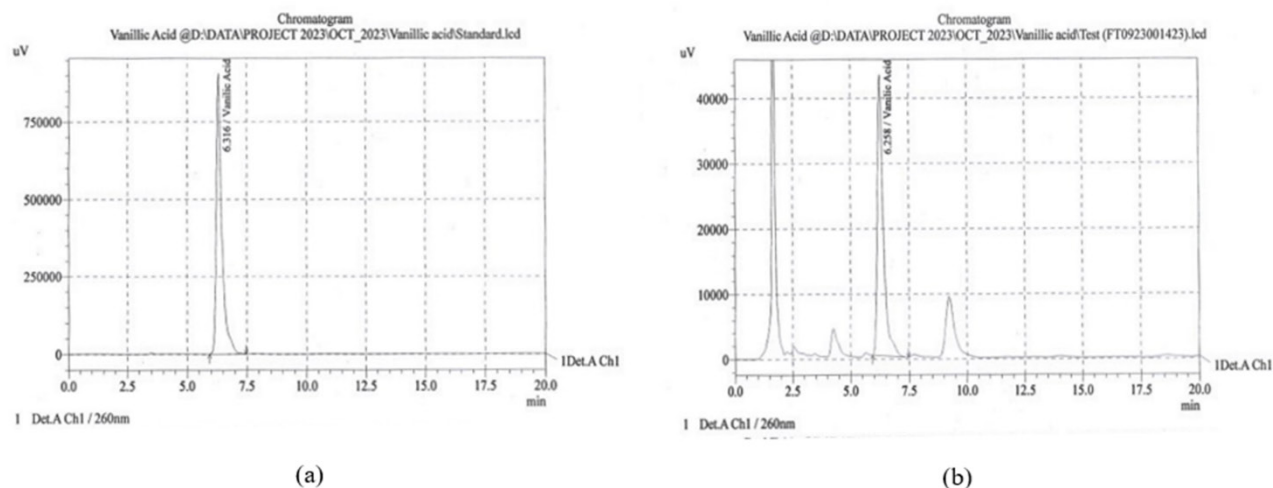 Chromatogram
Vanillic Acid @D:\DATA\PROJECT 2023\OCT_2023\Vanillic acid\Standard.lcd
uV
750000
500000
250000
0
6.316 / Vanilic Acid
0.0 2.5 5.0 7.5 10.0 12.5 15.0 17.5 20.0
min
1Det.A Ch1
1 Det.A Ch1 / 260nm
(a)
Chromatogram
Vanillic Acid @D:\DATA\PROJECT 2023\OCT_2023\Vanillic acid\Test (FT0923001423).lcd
uV
40000
30000
20000
10000
0
6.258 / Vanilic Acid
0.0 2.5 5.0 7.5 10.0 12.5 15.0 17.5 20.0
min
1Det.A Ch1
1 Det.A Ch1 / 260nm
(b)